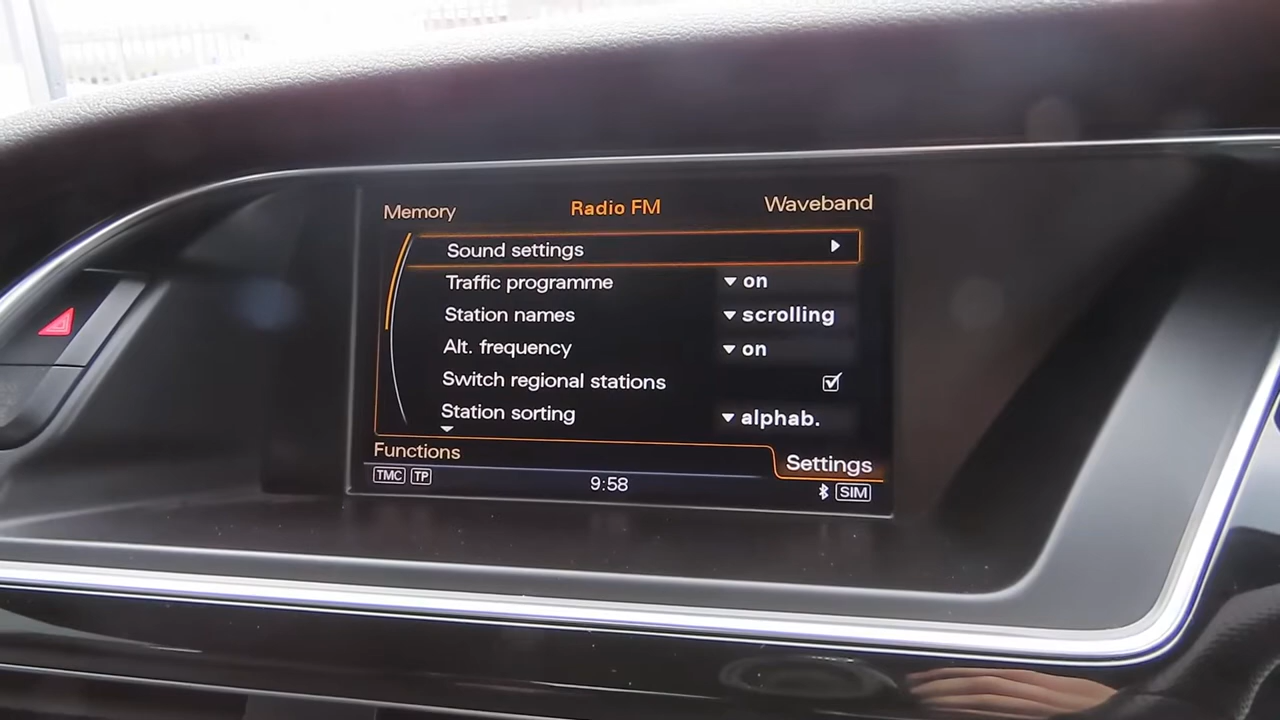 Memory Radio FM Waveband
Sound settings
Traffic programme on
Station names scrolling
Alt. frequency on
Switch regional stations
Station sorting alphab.
Functions Settings
TMC TP 9:58 SIM